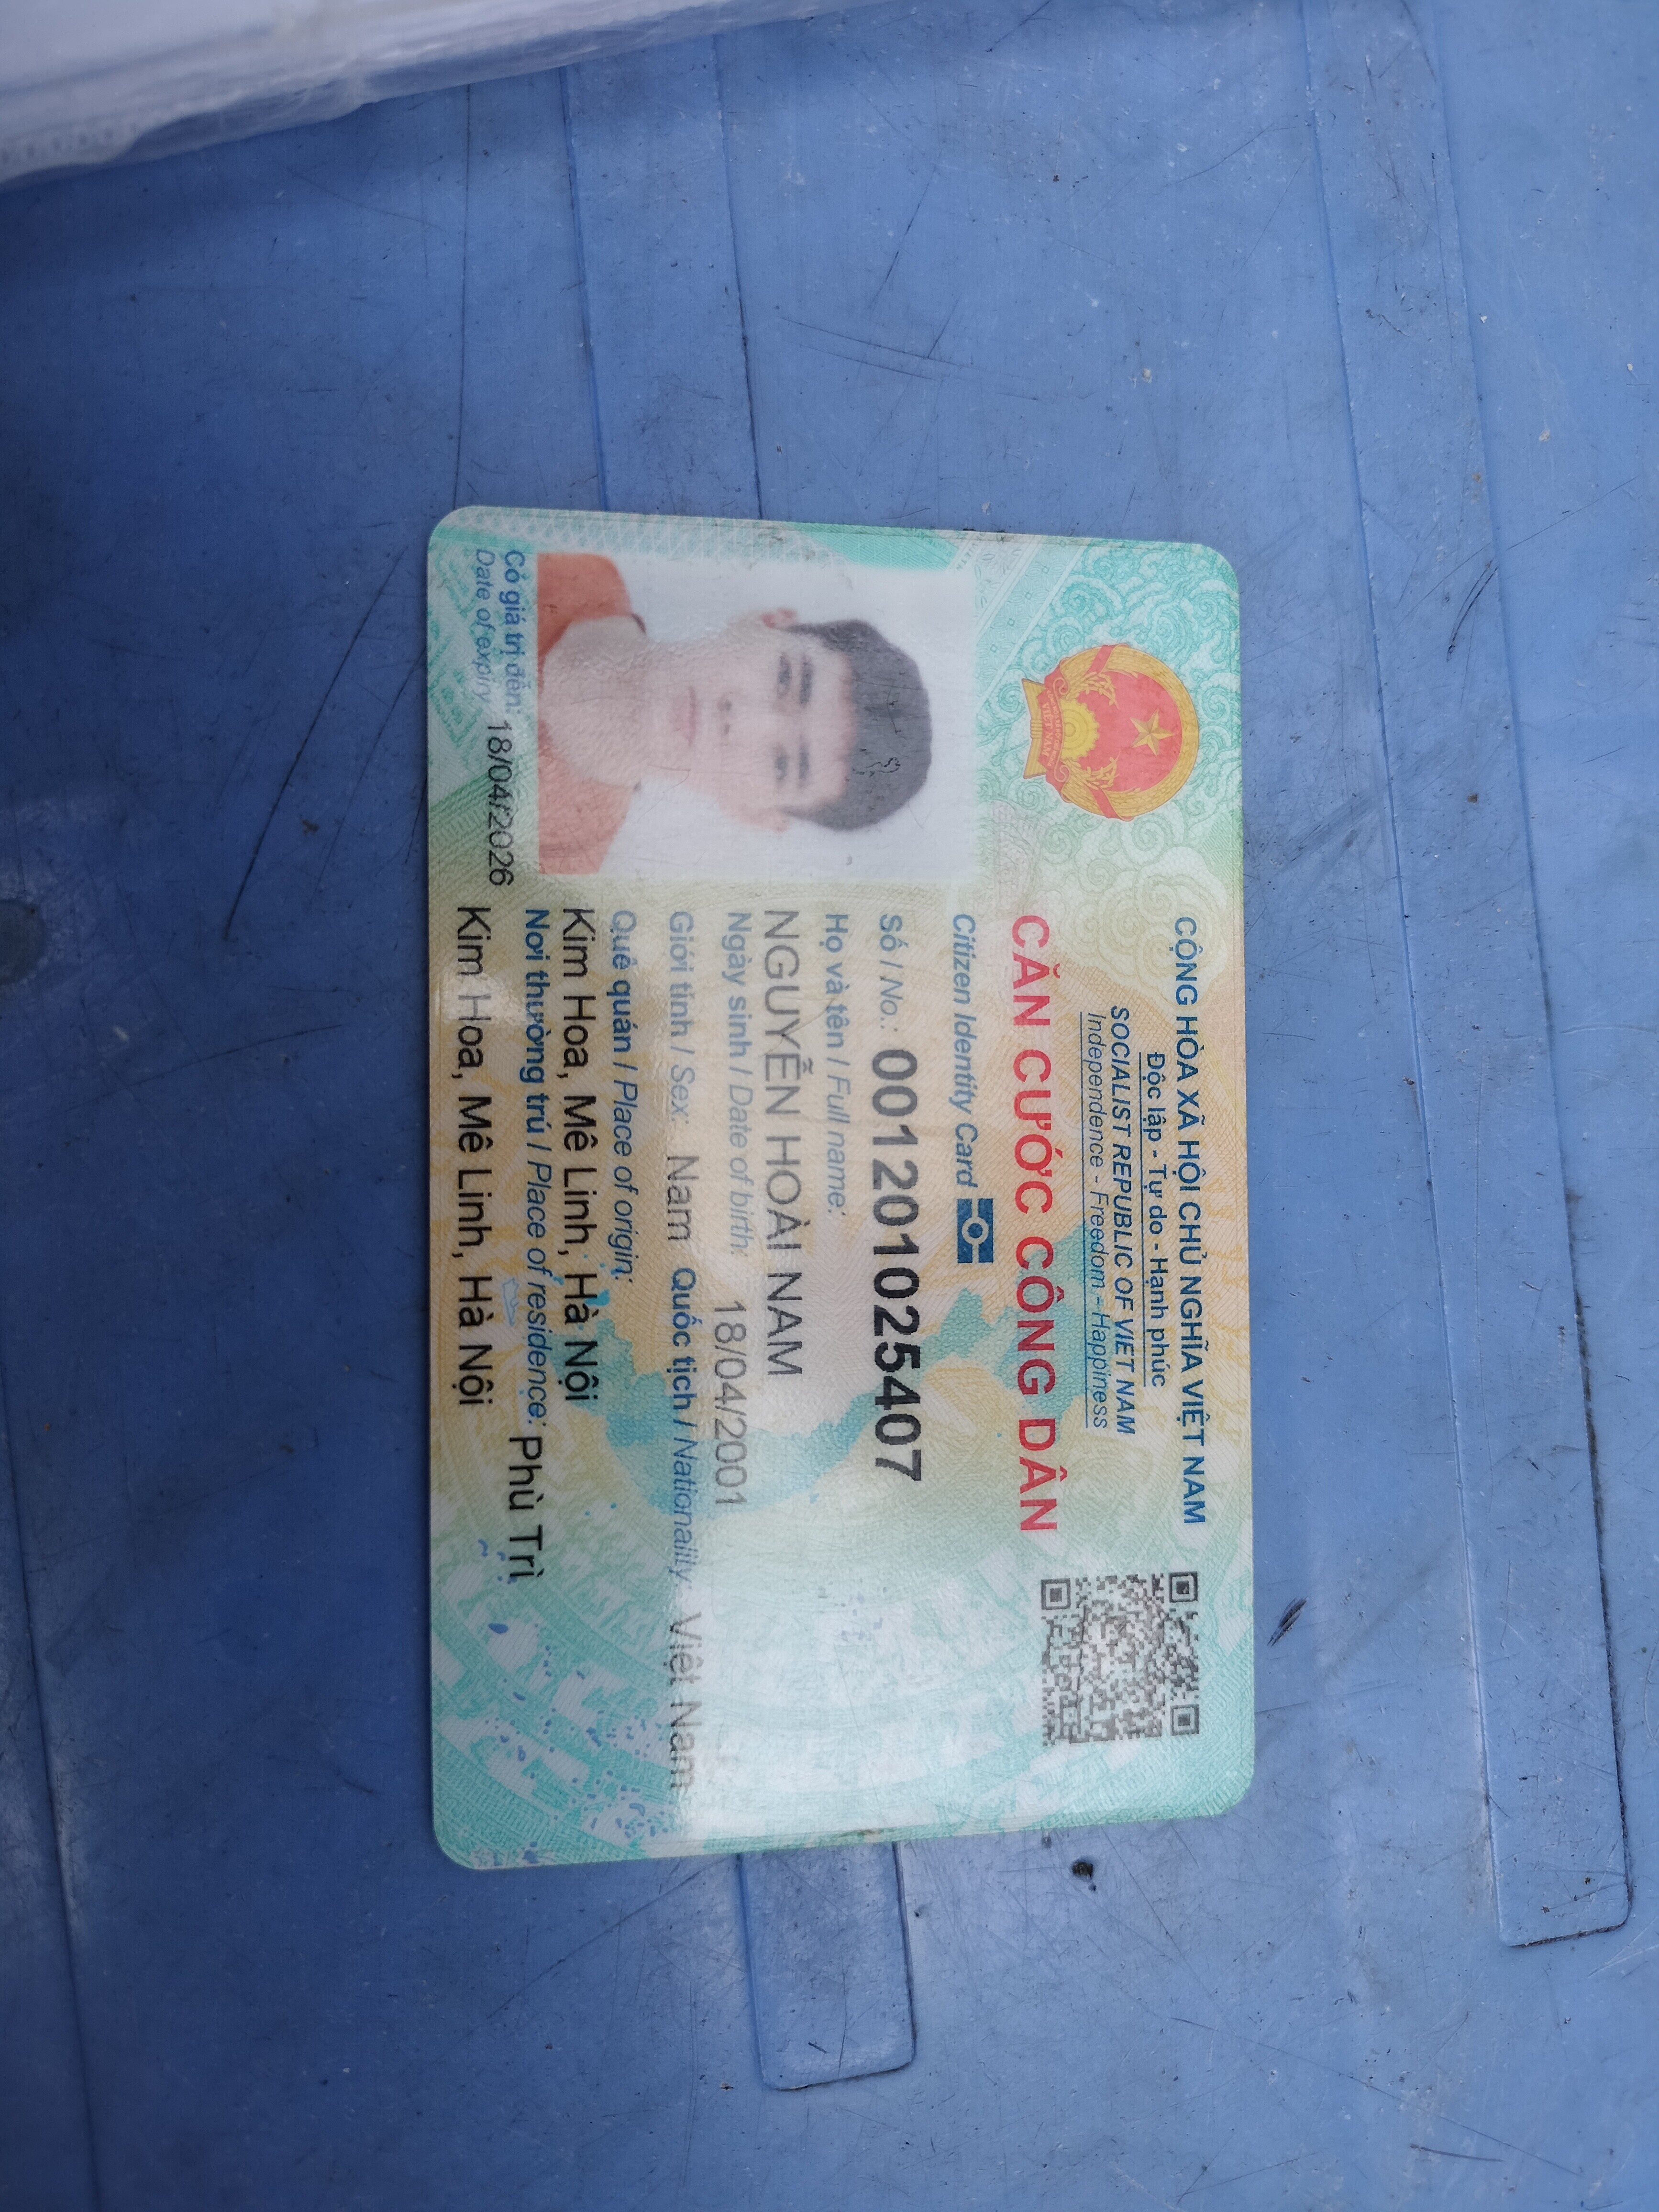 CỘNG HÒA XÃ HỘI CHỦ NGHĨA VIỆT NAM
Độc lập - Tự do - Hạnh phúc
SOCIALIST REPUBLIC OF VIET NAM
Independence - Freedom - Happiness
CĂN CƯỚC CÔNG DÂN
Citizen Identity Card
Số / No.: 001201025407
Họ và tên / Full name:
NGUYỄN HOÀI NAM
Ngày sinh / Date of birth: 18/04/2001
Giới tính / Sex: Nam Quốc tịch / Nationality: Việt Nam
Quê quán / Place of origin:
Kim Hoa, Mê Linh, Hà Nội
Nơi thường trú / Place of residence: Phù Trì
Kim Hoa, Mê Linh, Hà Nội
Có giá trị đến: 18/04/2026
Date of expiry